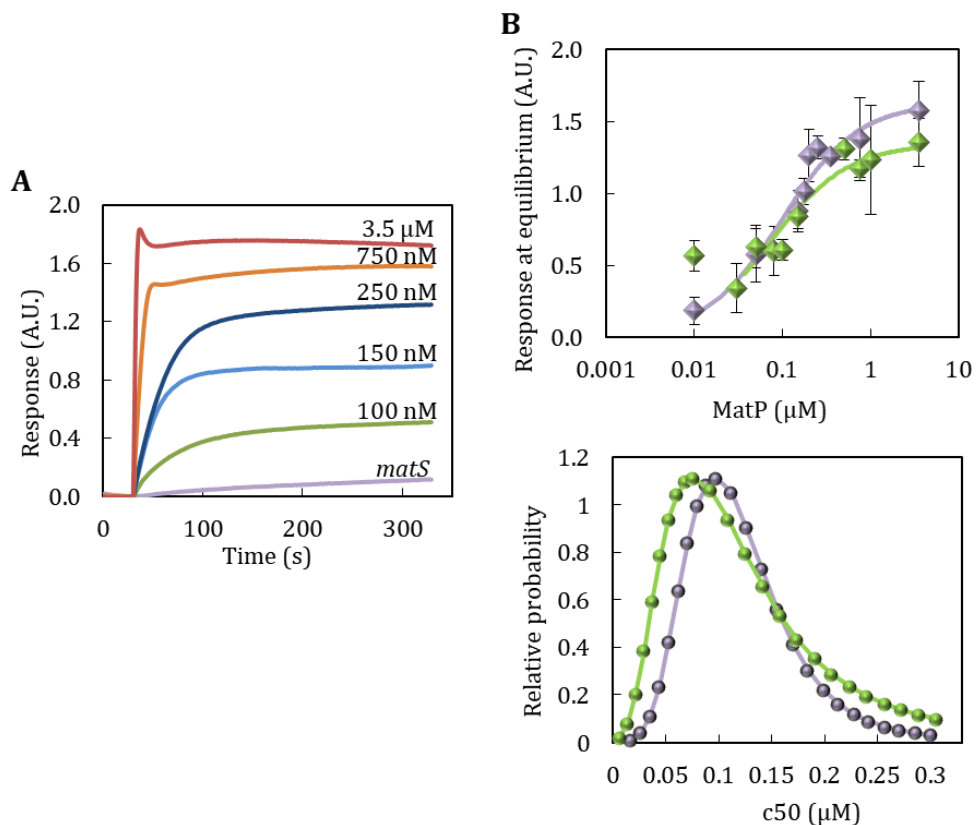 A
2.0
1.6
1.2
0.8
0.4
0.0
Response (A.U.)
3.5 µM
750 nM
250 nM
150 nM
100 nM
matS
0 100 200 300
Time (s)
B
2.0
1.5
1.0
0.5
0.0
Response at equilibrium (A.U.)
0.001 0.01 0.1 1 10
MatP (µM)
1.2
1
0.8
0.6
0.4
0.2
0
Relative probability
0 0.05 0.1 0.15 0.2 0.25 0.3
c50 (µM)